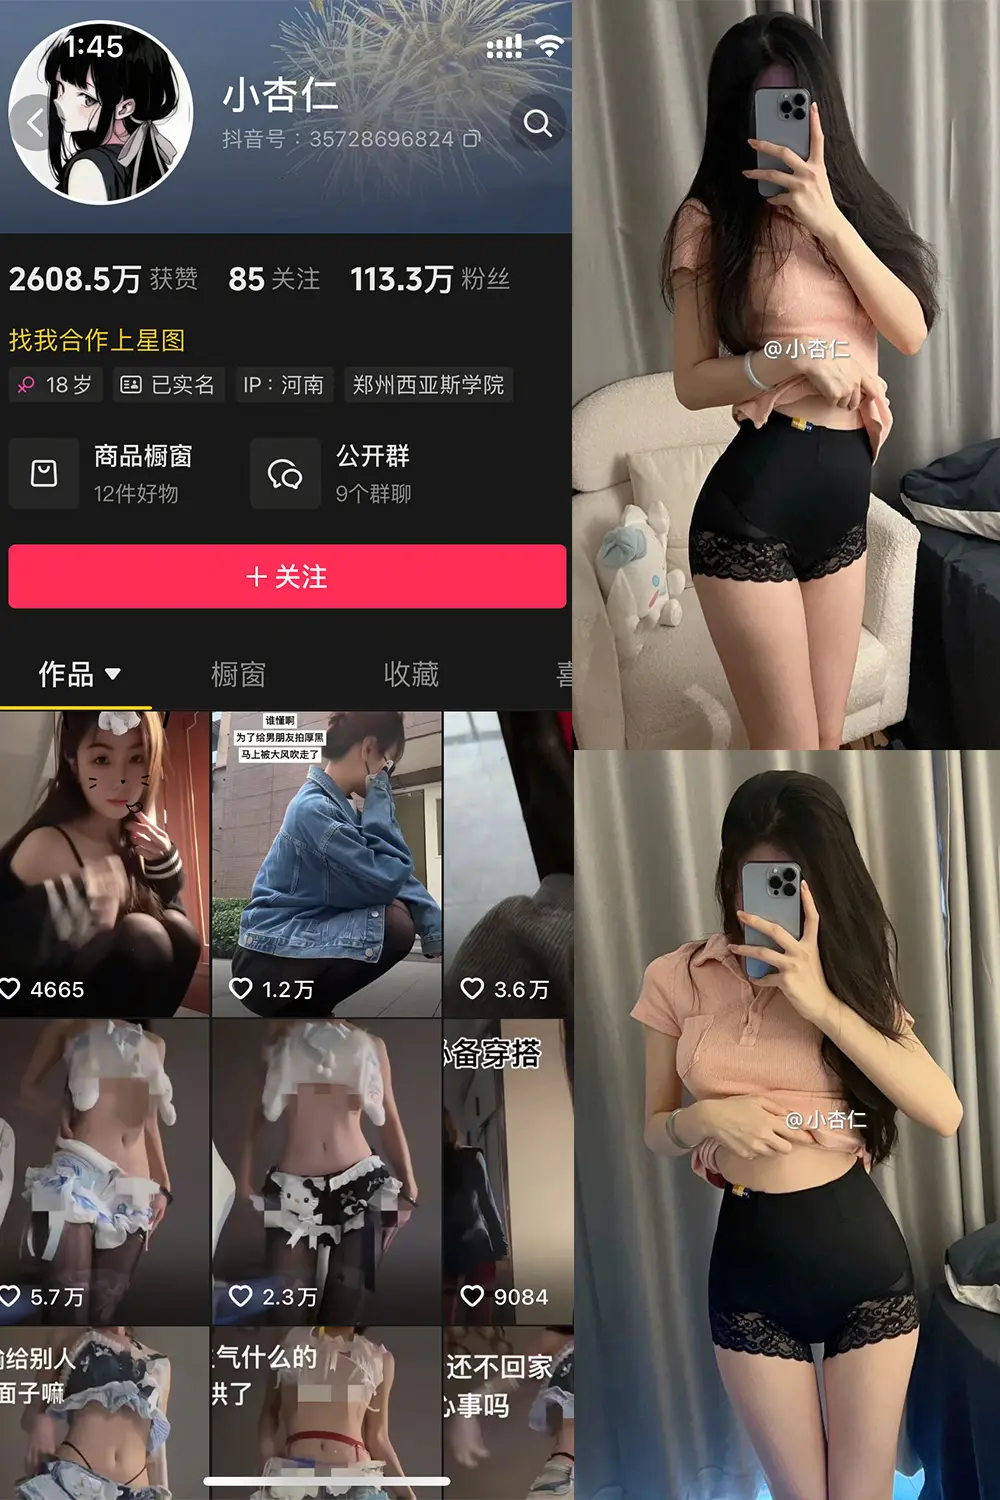 1:45
小杏仁
抖音号：35728696824
2608.5万 获赞 85 关注 113.3万 粉丝
找我合作上星图
18岁 已实名 IP：河南 郑州西亚斯学院
商品橱窗
12件好物
公开群
9个群聊
＋关注
作品 橱窗 收藏 喜
谁懂啊
为了给男朋友拍厚黑
马上被大风吹走了
4665 1.2万 3.6万
备穿搭
5.7万 2.3万 9084
给别人
面子嘛
气什么的
哄了
还不回家
心事吗
@小杏仁
@小杏仁